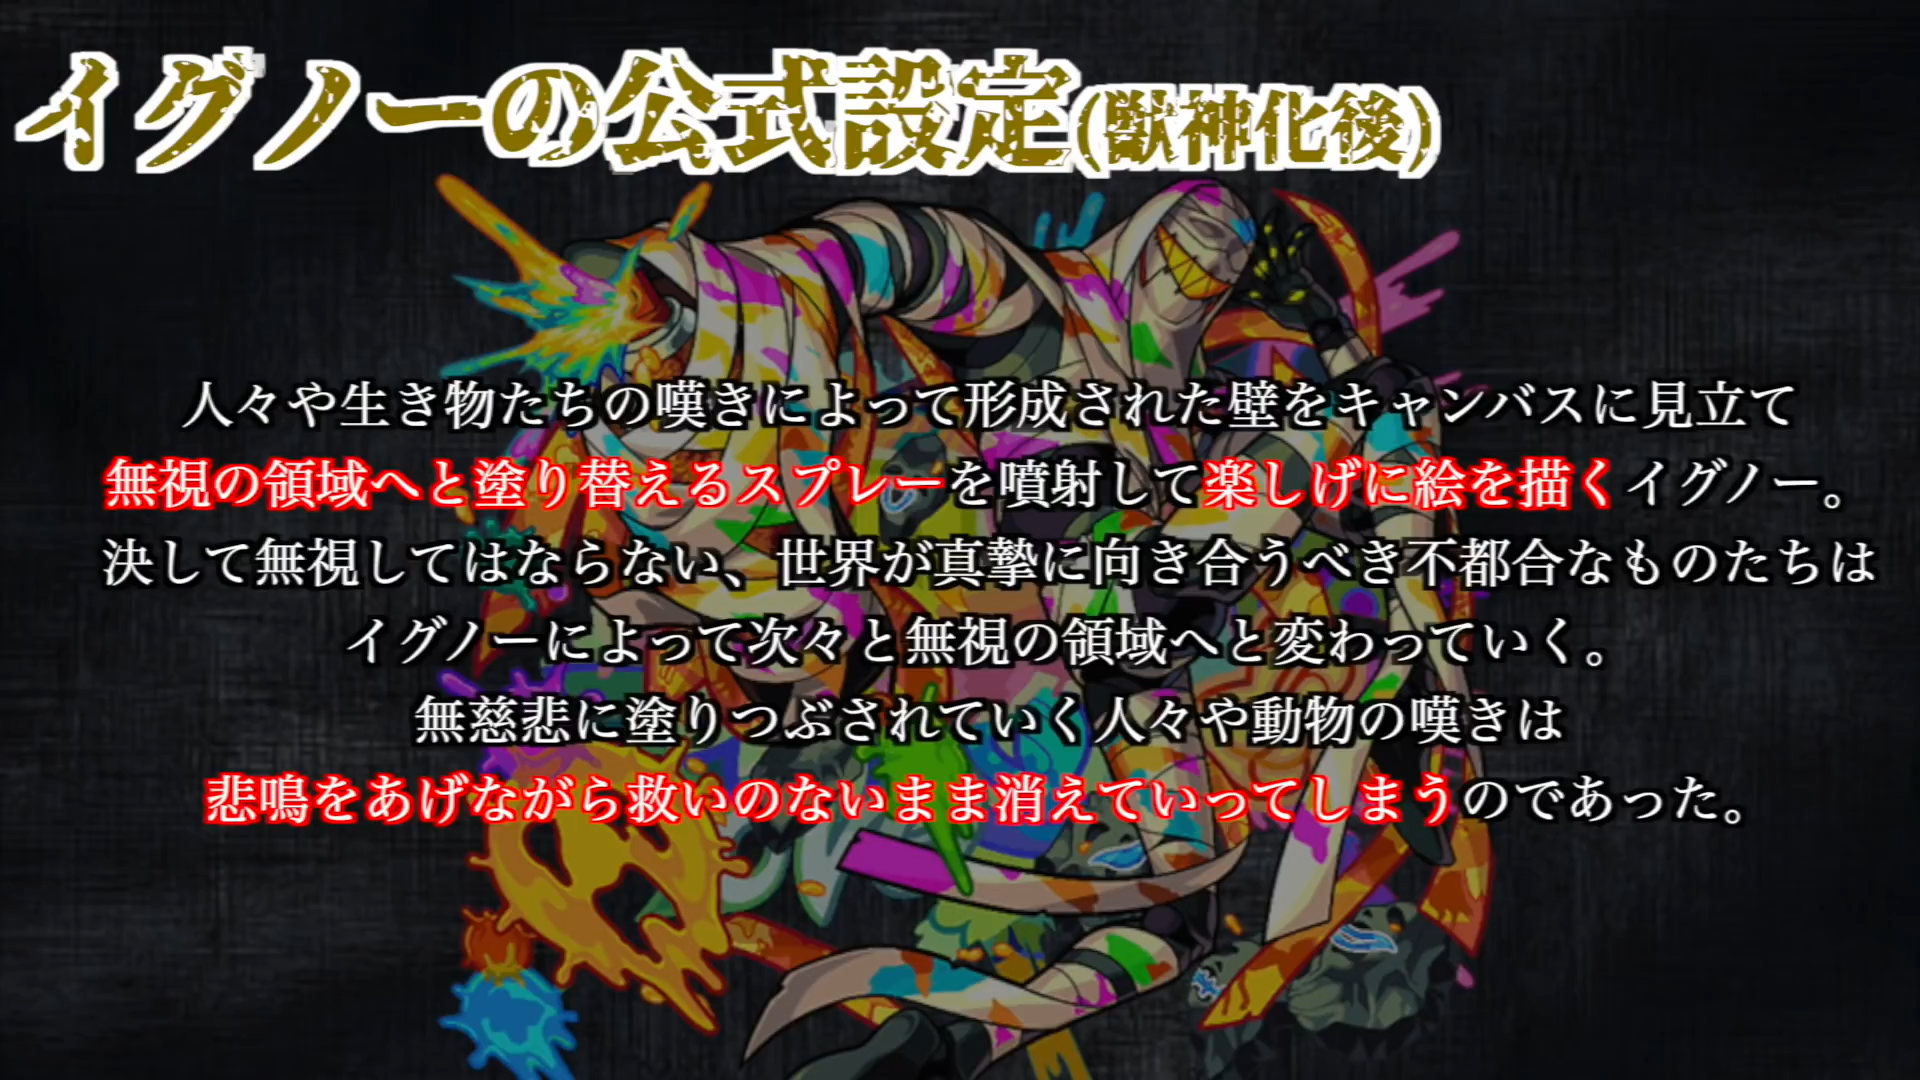 イグノーの公式設定(獣神化後)
人々や生き物たちの嘆きによって形成された壁をキャンバスに見立て
無視の領域へと塗り替えるスプレーを噴射して楽しげに絵を描くイグノー。
決して無視してはならない、世界が真摯に向き合うべき不都合なものたちは
イグノーによって次々と無視の領域へと変わっていく。
無慈悲に塗りつぶされていく人々や動物の嘆きは
悲鳴をあげながら救いのないまま消えていってしまうのであった。